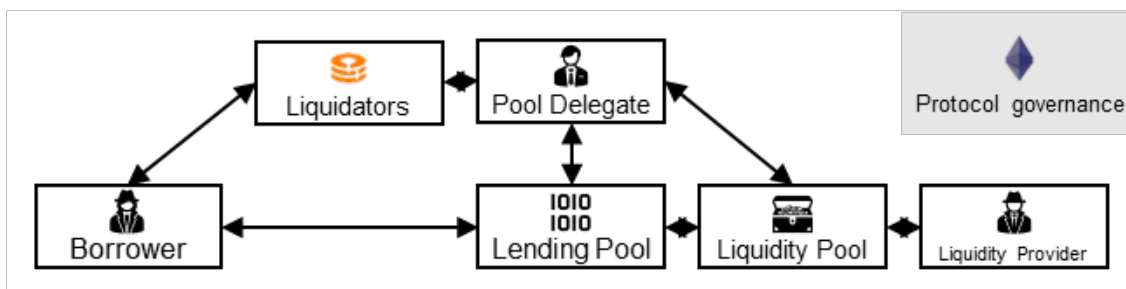 Liquidators
Pool Delegate
Protocol governance
Borrower
1010
1010
Lending Pool
Liquidity Pool
Liquidity Provider